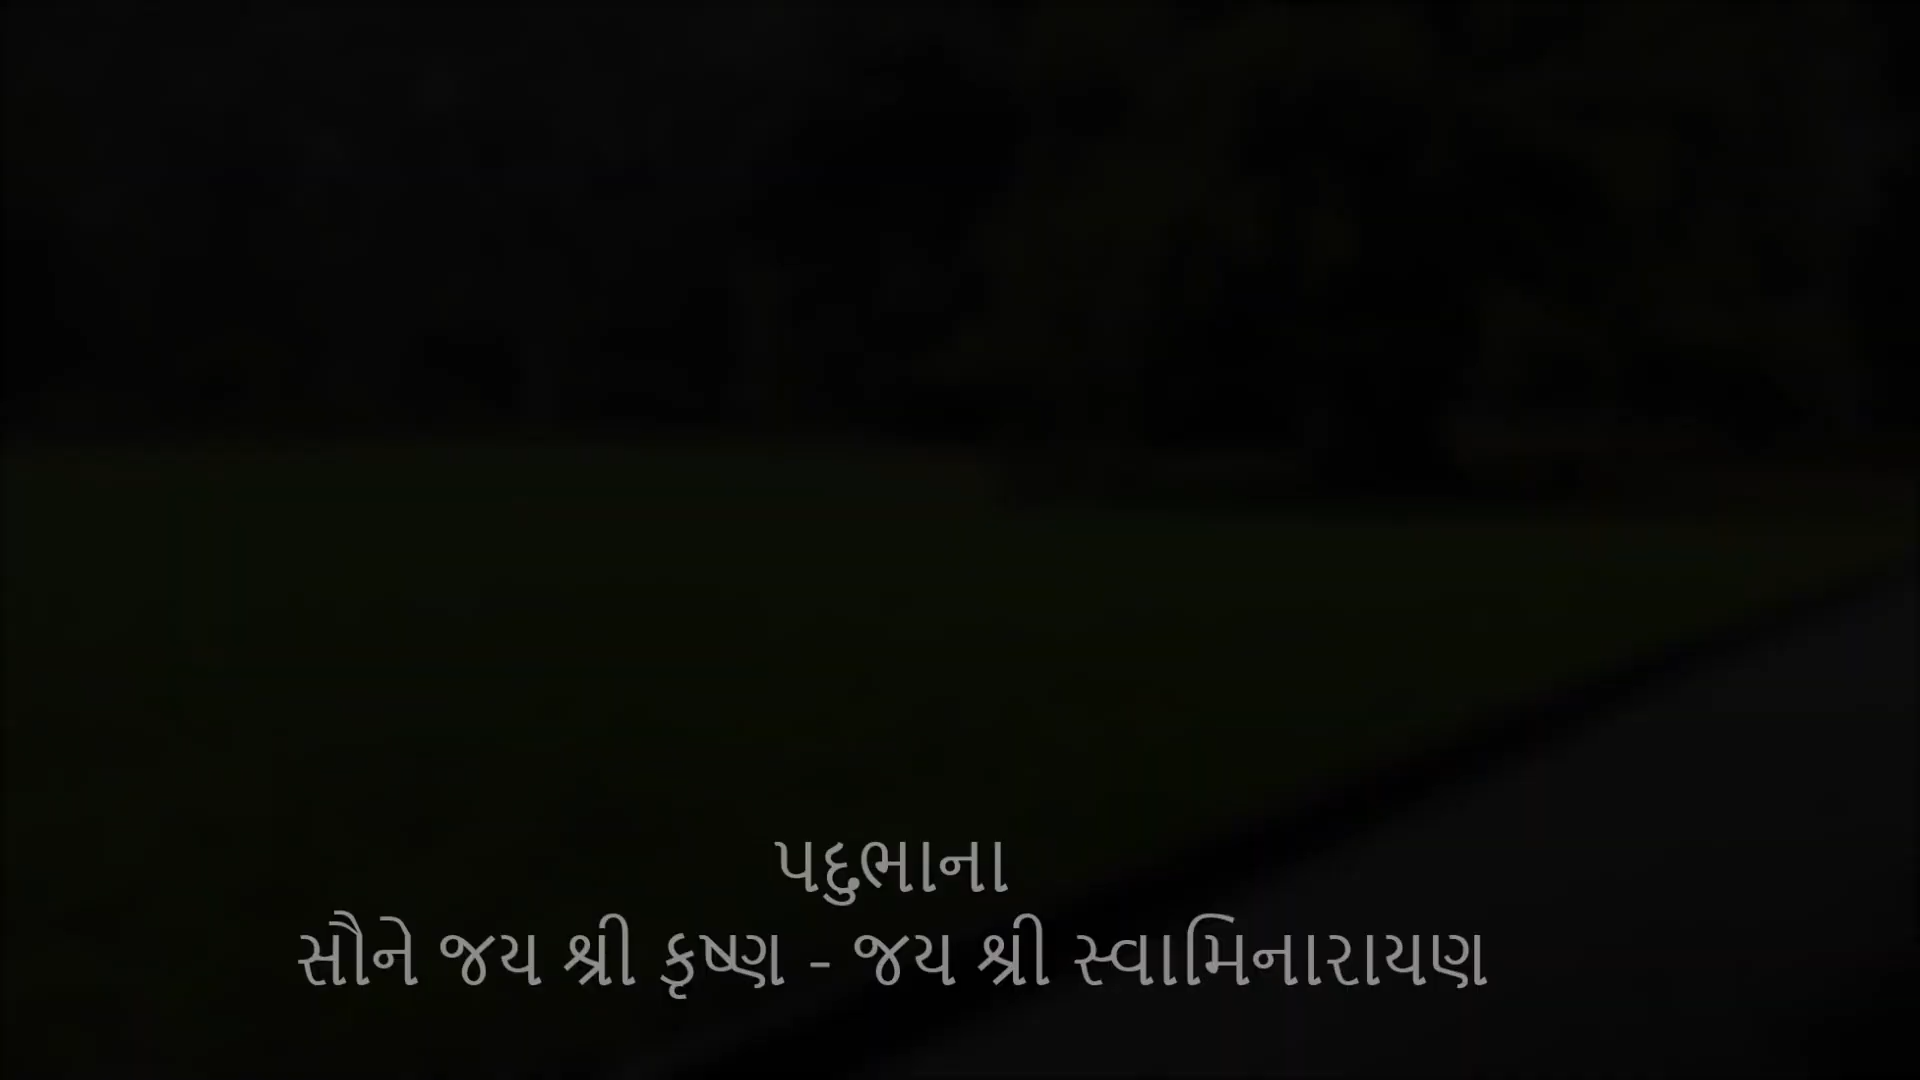 પદુભાના
સૌને જય શ્રી કૃષ્ણ - જય શ્રી સ્વામિનારાયણ